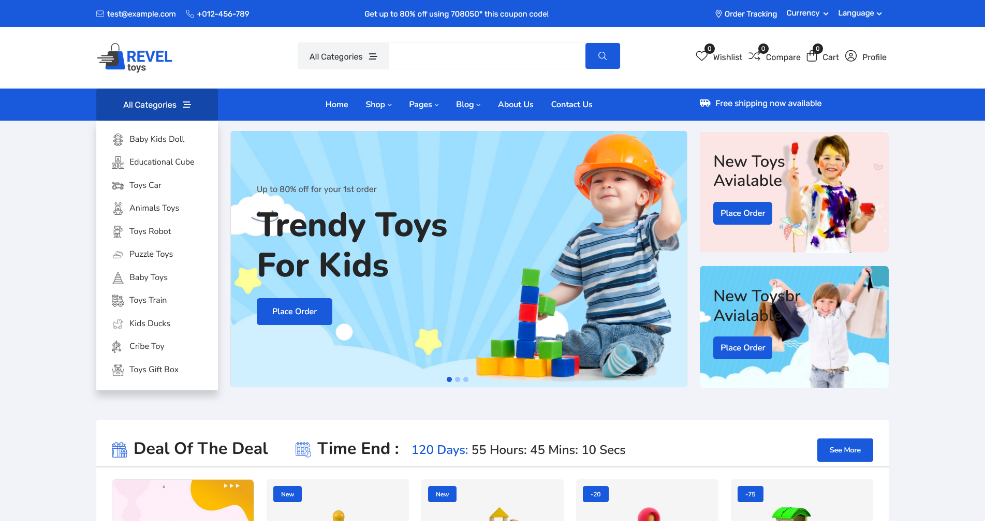 test@example.com +012-456-789 Get up to 80% off using 708050* this coupon code! Order Tracking Currency Language
REVEL
toys
All Categories
0 Wishlist 0 Compare 0 Cart Profile
All Categories Home Shop Pages Blog About Us Contact Us Free shipping now available
Baby Kids Doll
Educational Cube
Toys Car
Animals Toys
Toys Robot
Puzzle Toys
Baby Toys
Toys Train
Kids Ducks
Cribe Toy
Toys Gift Box
Up to 80% off for your 1st order
Trendy Toys
For Kids
Place Order
New Toys
Avialable
Place Order
New Toysbr
Avialable
Place Order
Deal Of The Deal Time End : 120 Days: 55 Hours: 45 Mins: 10 Secs See More
New New -20 -75